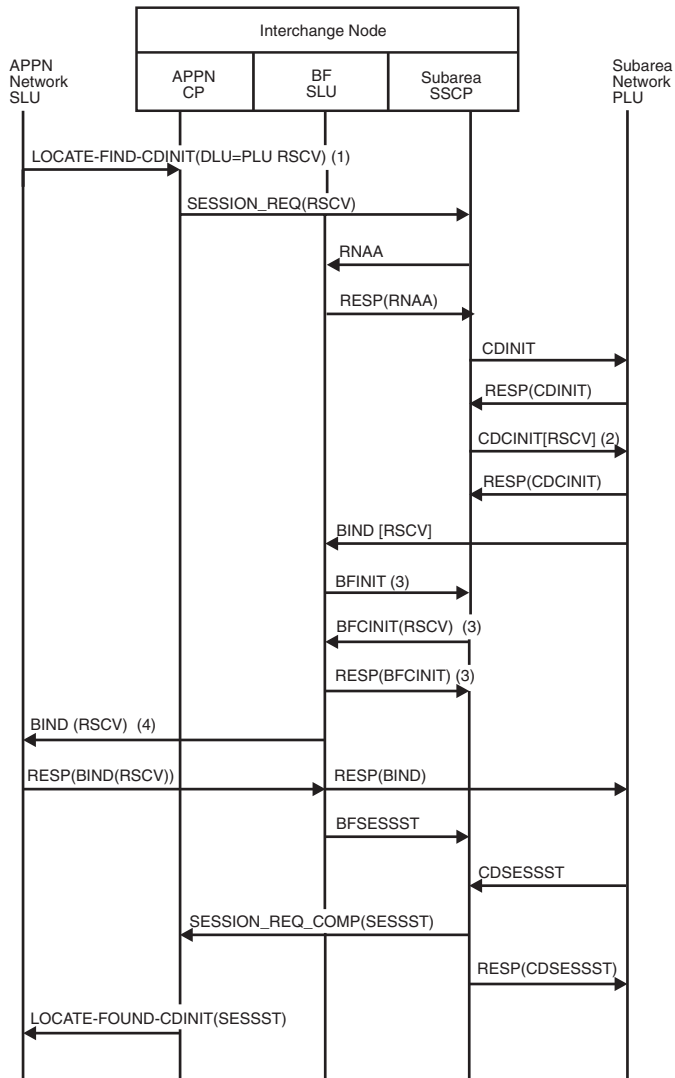 Interchange Node
APPN
Network
SLU
APPN
CP
BF
SLU
Subarea
SSCP
Subarea
Network
PLU
LOCATE-FIND-CDINIT(DLU=PLU RSCV) (1)
SESSION_REQ(RSCV)
RNAA
RESP(RNAA)
CDINIT
RESP(CDINIT)
CDCINIT[RSCV] (2)
RESP(CDCINIT)
BIND [RSCV]
BFINIT (3)
BFCINIT(RSCV) (3)
RESP(BFCINIT) (3)
BIND (RSCV) (4)
RESP(BIND(RSCV))
RESP(BIND)
BFSESSST
CDSESSST
SESSION_REQ_COMP(SESSST)
RESP(CDSESSST)
LOCATE-FOUND-CDINIT(SESSST)